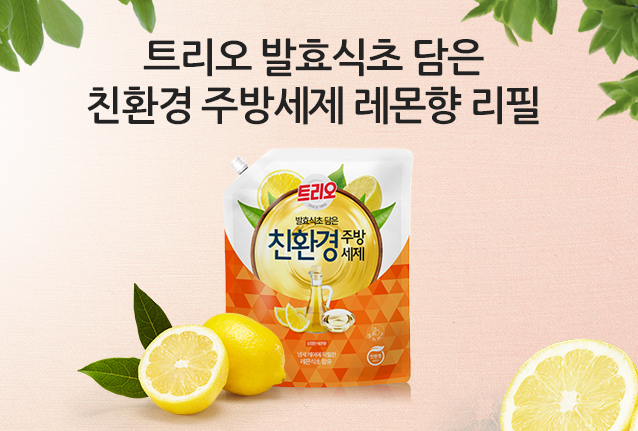 트리오 발효식초 담은
친환경 주방세제 레몬향 리필
트리오
발효식초 담은
친환경 주방
세제